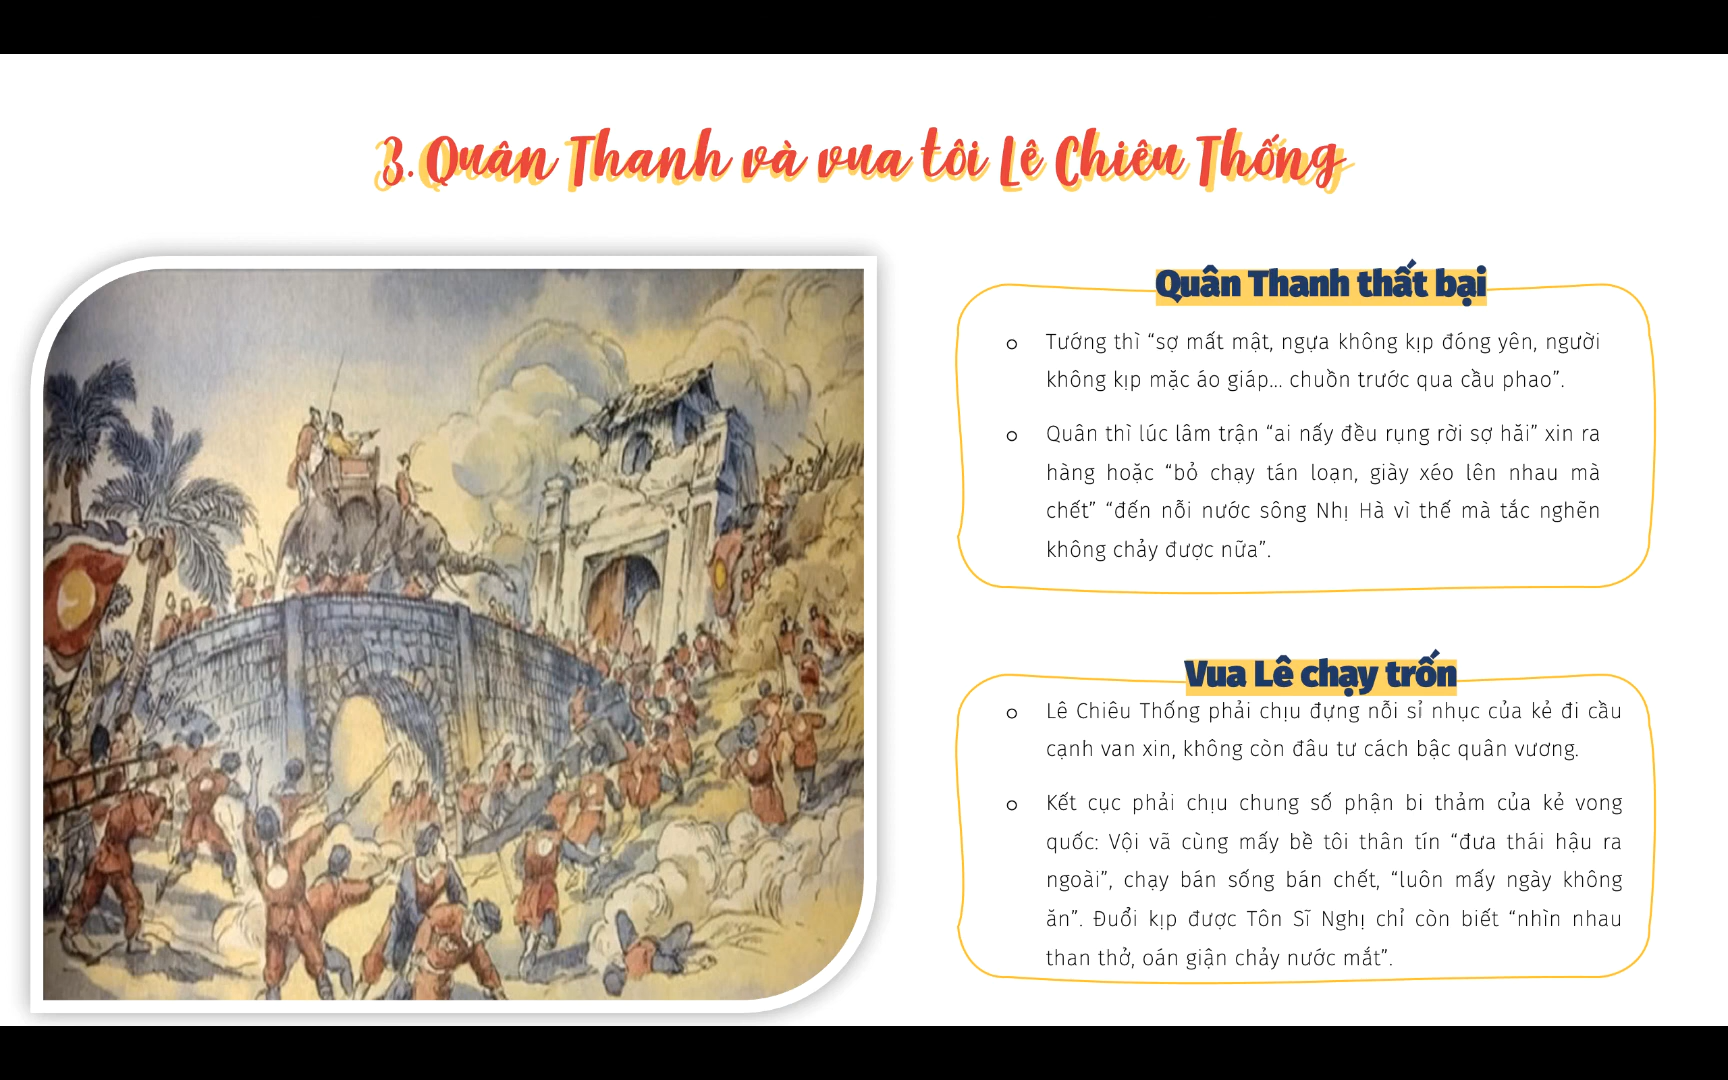 3. Quân Thanh và vua tôi Lê Chiêu Thống
Quân Thanh thất bại
Tướng thì “sợ mất mật, ngựa không kịp đóng yên, người
không kịp mặc áo giáp... chuồn trước qua cầu phao”.
Quân thì lúc lâm trận “ai nấy đều rụng rời sợ hãi” xin ra
hàng hoặc “bỏ chạy tán loạn, giày xéo lên nhau mà
chết” “đến nỗi nước sông Nhị Hà vì thế mà tắc nghẽn
không chảy được nữa”.
Vua Lê chạy trốn
Lê Chiêu Thống phải chịu đựng nỗi sỉ nhục của kẻ đi cầu
cạnh van xin, không còn đâu tư cách bậc quân vương.
Kết cục phải chịu chung số phận bi thảm của kẻ vong
quốc: Vội vã cùng mấy bề tôi thân tín “đưa thái hậu ra
ngoài”, chạy bán sống bán chết, “luôn mấy ngày không
ăn”. Đuổi kịp được Tôn Sĩ Nghị chỉ còn biết “nhìn nhau
than thở, oán giận chảy nước mắt”.